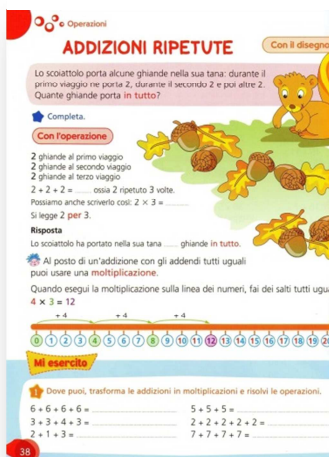 Operazioni
ADDIZIONI RIPETUTE
Con il disegno
Lo scoiattolo porta alcune ghiande nella sua tana: durante il
primo viaggio ne porta 2, durante il secondo 2 e poi altre 2.
Quante ghiande porta in tutto?
Completa.
Con l'operazione
2 ghiande al primo viaggio
2 ghiande al secondo viaggio
2 ghiande al terzo viaggio
2 + 2 + 2 = ...... ossia 2 ripetuto 3 volte.
Possiamo anche scriverlo così: 2 × 3 = ......
Si legge 2 per 3.
Risposta
Lo scoiattolo ha portato nella sua tana ...... ghiande in tutto.
Al posto di un'addizione con gli addendi tutti uguali
puoi usare una moltiplicazione.
Quando esegui la moltiplicazione sulla linea dei numeri, fai dei salti tutti
4 × 3 = 12
+ 4 + 4 + 4
0 1 2 3 4 5 6 7 8 9 10 11 12 13 14 15 16 17 18 19
Mi esercito
1 Dove puoi, trasforma le addizioni in moltiplicazioni e risolvi le operazioni.
6 + 6 + 6 + 6 = 5 + 5 + 5 =
3 + 3 + 4 + 3 = 2 + 2 + 2 + 2 + 2 =
2 + 1 + 3 = 7 + 7 + 7 + 7 =
38